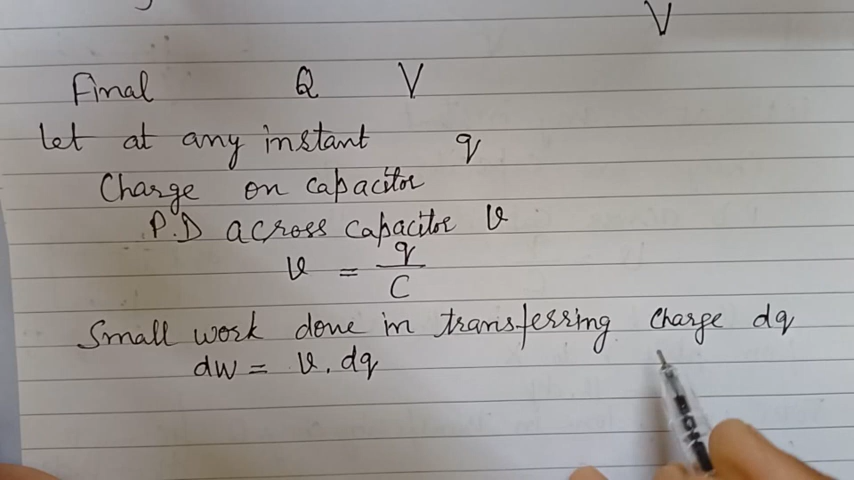 V
Final Q V
Let at any instant q
Charge on capacitor
P.D across capacitor v
v = q/C
Small work done in transferring charge dq
dw = v. dq